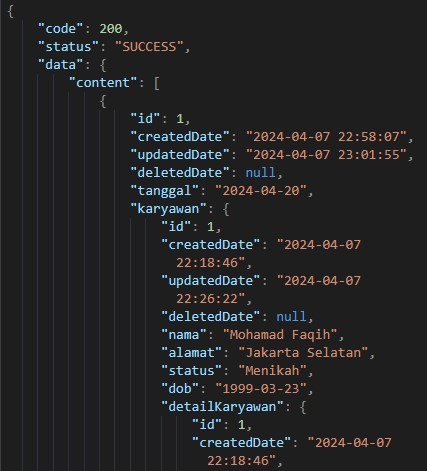 {
"code": 200,
"status": "SUCCESS",
"data": {
"content": [
{
"id": 1,
"createdDate": "2024-04-07 22:58:07",
"updatedDate": "2024-04-07 23:01:55",
"deletedDate": null,
"tanggal": "2024-04-20",
"karyawan": {
"id": 1,
"createdDate": "2024-04-07
22:18:46",
"updatedDate": "2024-04-07
22:26:22",
"deletedDate": null,
"nama": "Mohamad Faqih",
"alamat": "Jakarta Selatan",
"status": "Menikah",
"dob": "1999-03-23",
"detailKaryawan": {
"id": 1,
"createdDate": "2024-04-07
22:18:46",